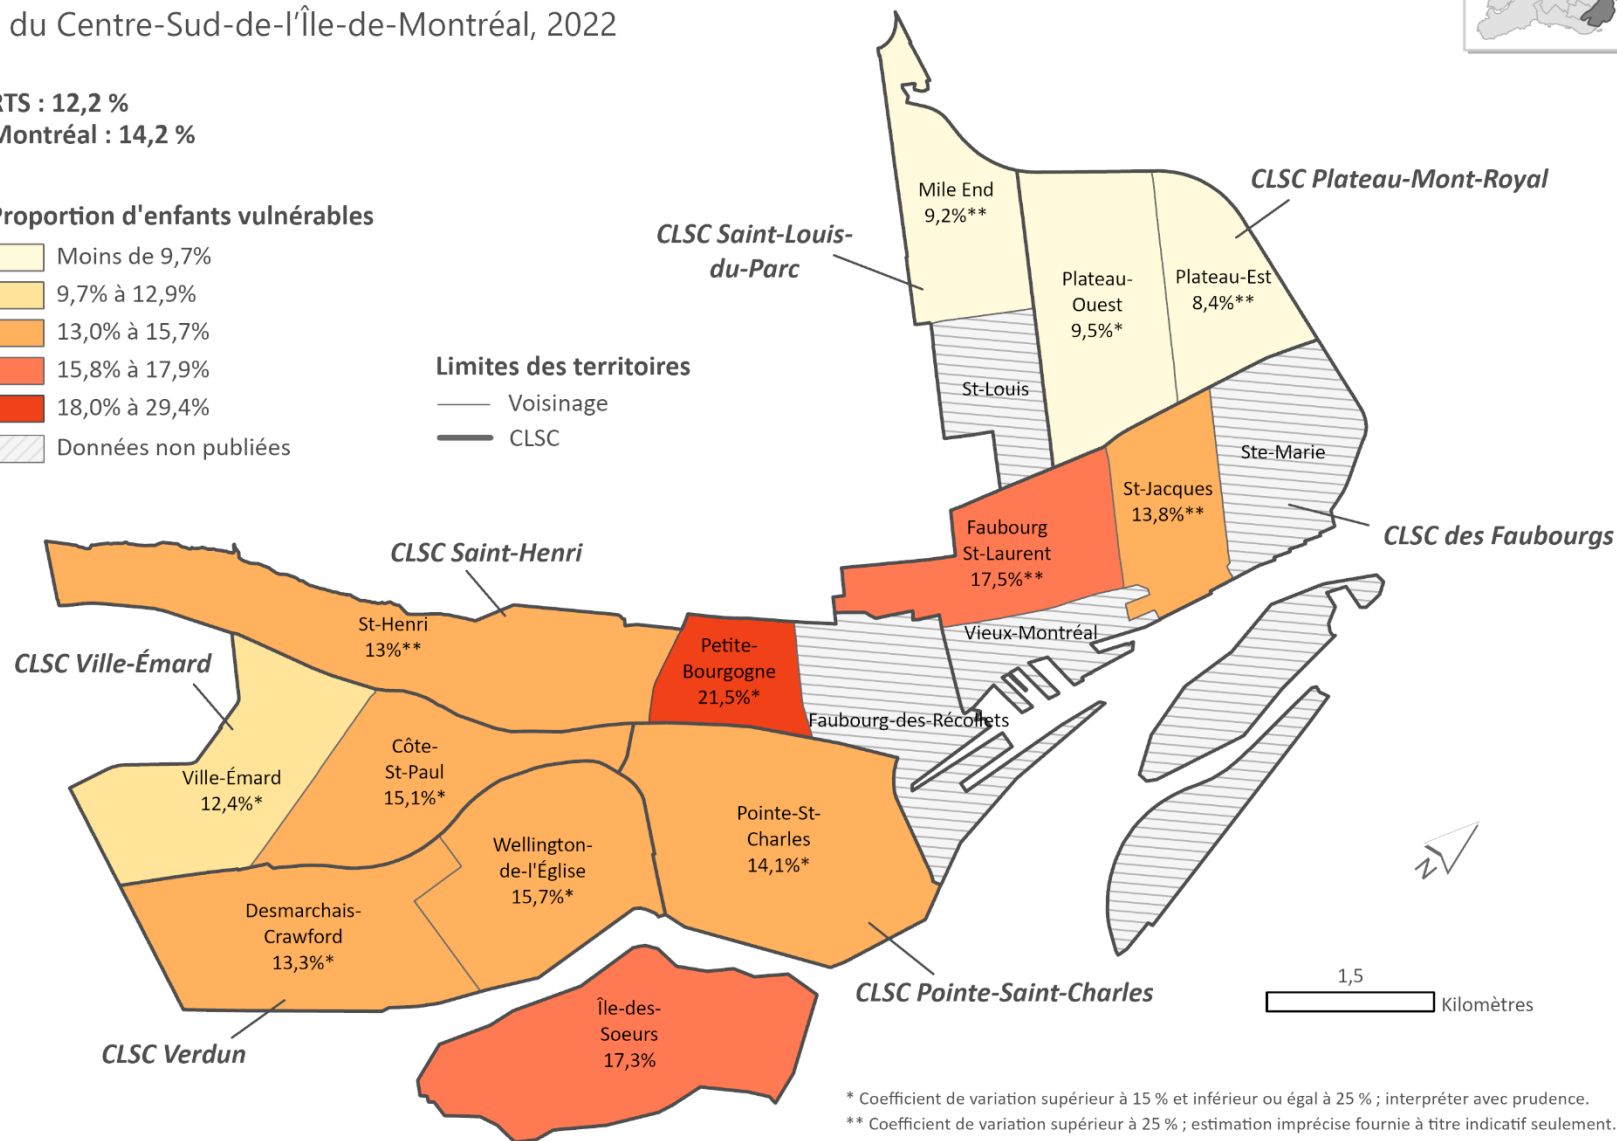 du Centre-Sud-de-l'Île-de-Montréal, 2022
RTS : 12,2 %
Montréal : 14,2 %
Proportion d'enfants vulnérables
Moins de 9,7%
9,7% à 12,9%
13,0% à 15,7%
15,8% à 17,9%
18,0% à 29,4%
Données non publiées
Limites des territoires
Voisinage
CLSC
CLSC Saint-Louis-
du-Parc
CLSC Plateau-Mont-Royal
Mile End
9,2%**
Plateau-
Ouest
9,5%*
Plateau-Est
8,4%**
St-Louis
Ste-Marie
St-Jacques
13,8%**
Faubourg
St-Laurent
17,5%**
CLSC des Faubourgs
CLSC Saint-Henri
St-Henri
13%**
Petite-
Bourgogne
21,5%*
Vieux-Montréal
Faubourg-des-Récollets
CLSC Ville-Émard
Ville-Émard
12,4%*
Côte-
St-Paul
15,1%*
Wellington-
de-l'Église
15,7%*
Pointe-St-
Charles
14,1%*
Desmarchais-
Crawford
13,3%*
CLSC Verdun
Île-des-
Soeurs
17,3%
CLSC Pointe-Saint-Charles
N
1,5
Kilomètres
* Coefficient de variation supérieur à 15 % et inférieur ou égal à 25 % ; interpréter avec prudence.
** Coefficient de variation supérieur à 25 % ; estimation imprécise fournie à titre indicatif seulement.